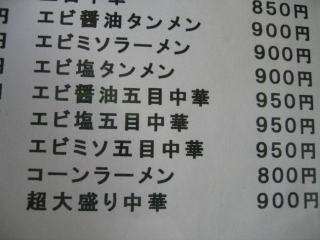 850円
エビ醤油タンメン 900円
エビミソラーメン 900円
エビ塩タンメン 900円
エビ醤油五目中華 950円
エビ塩五目中華 950円
エビミソ五目中華 950円
コーンラーメン 800円
超大盛り中華 900円